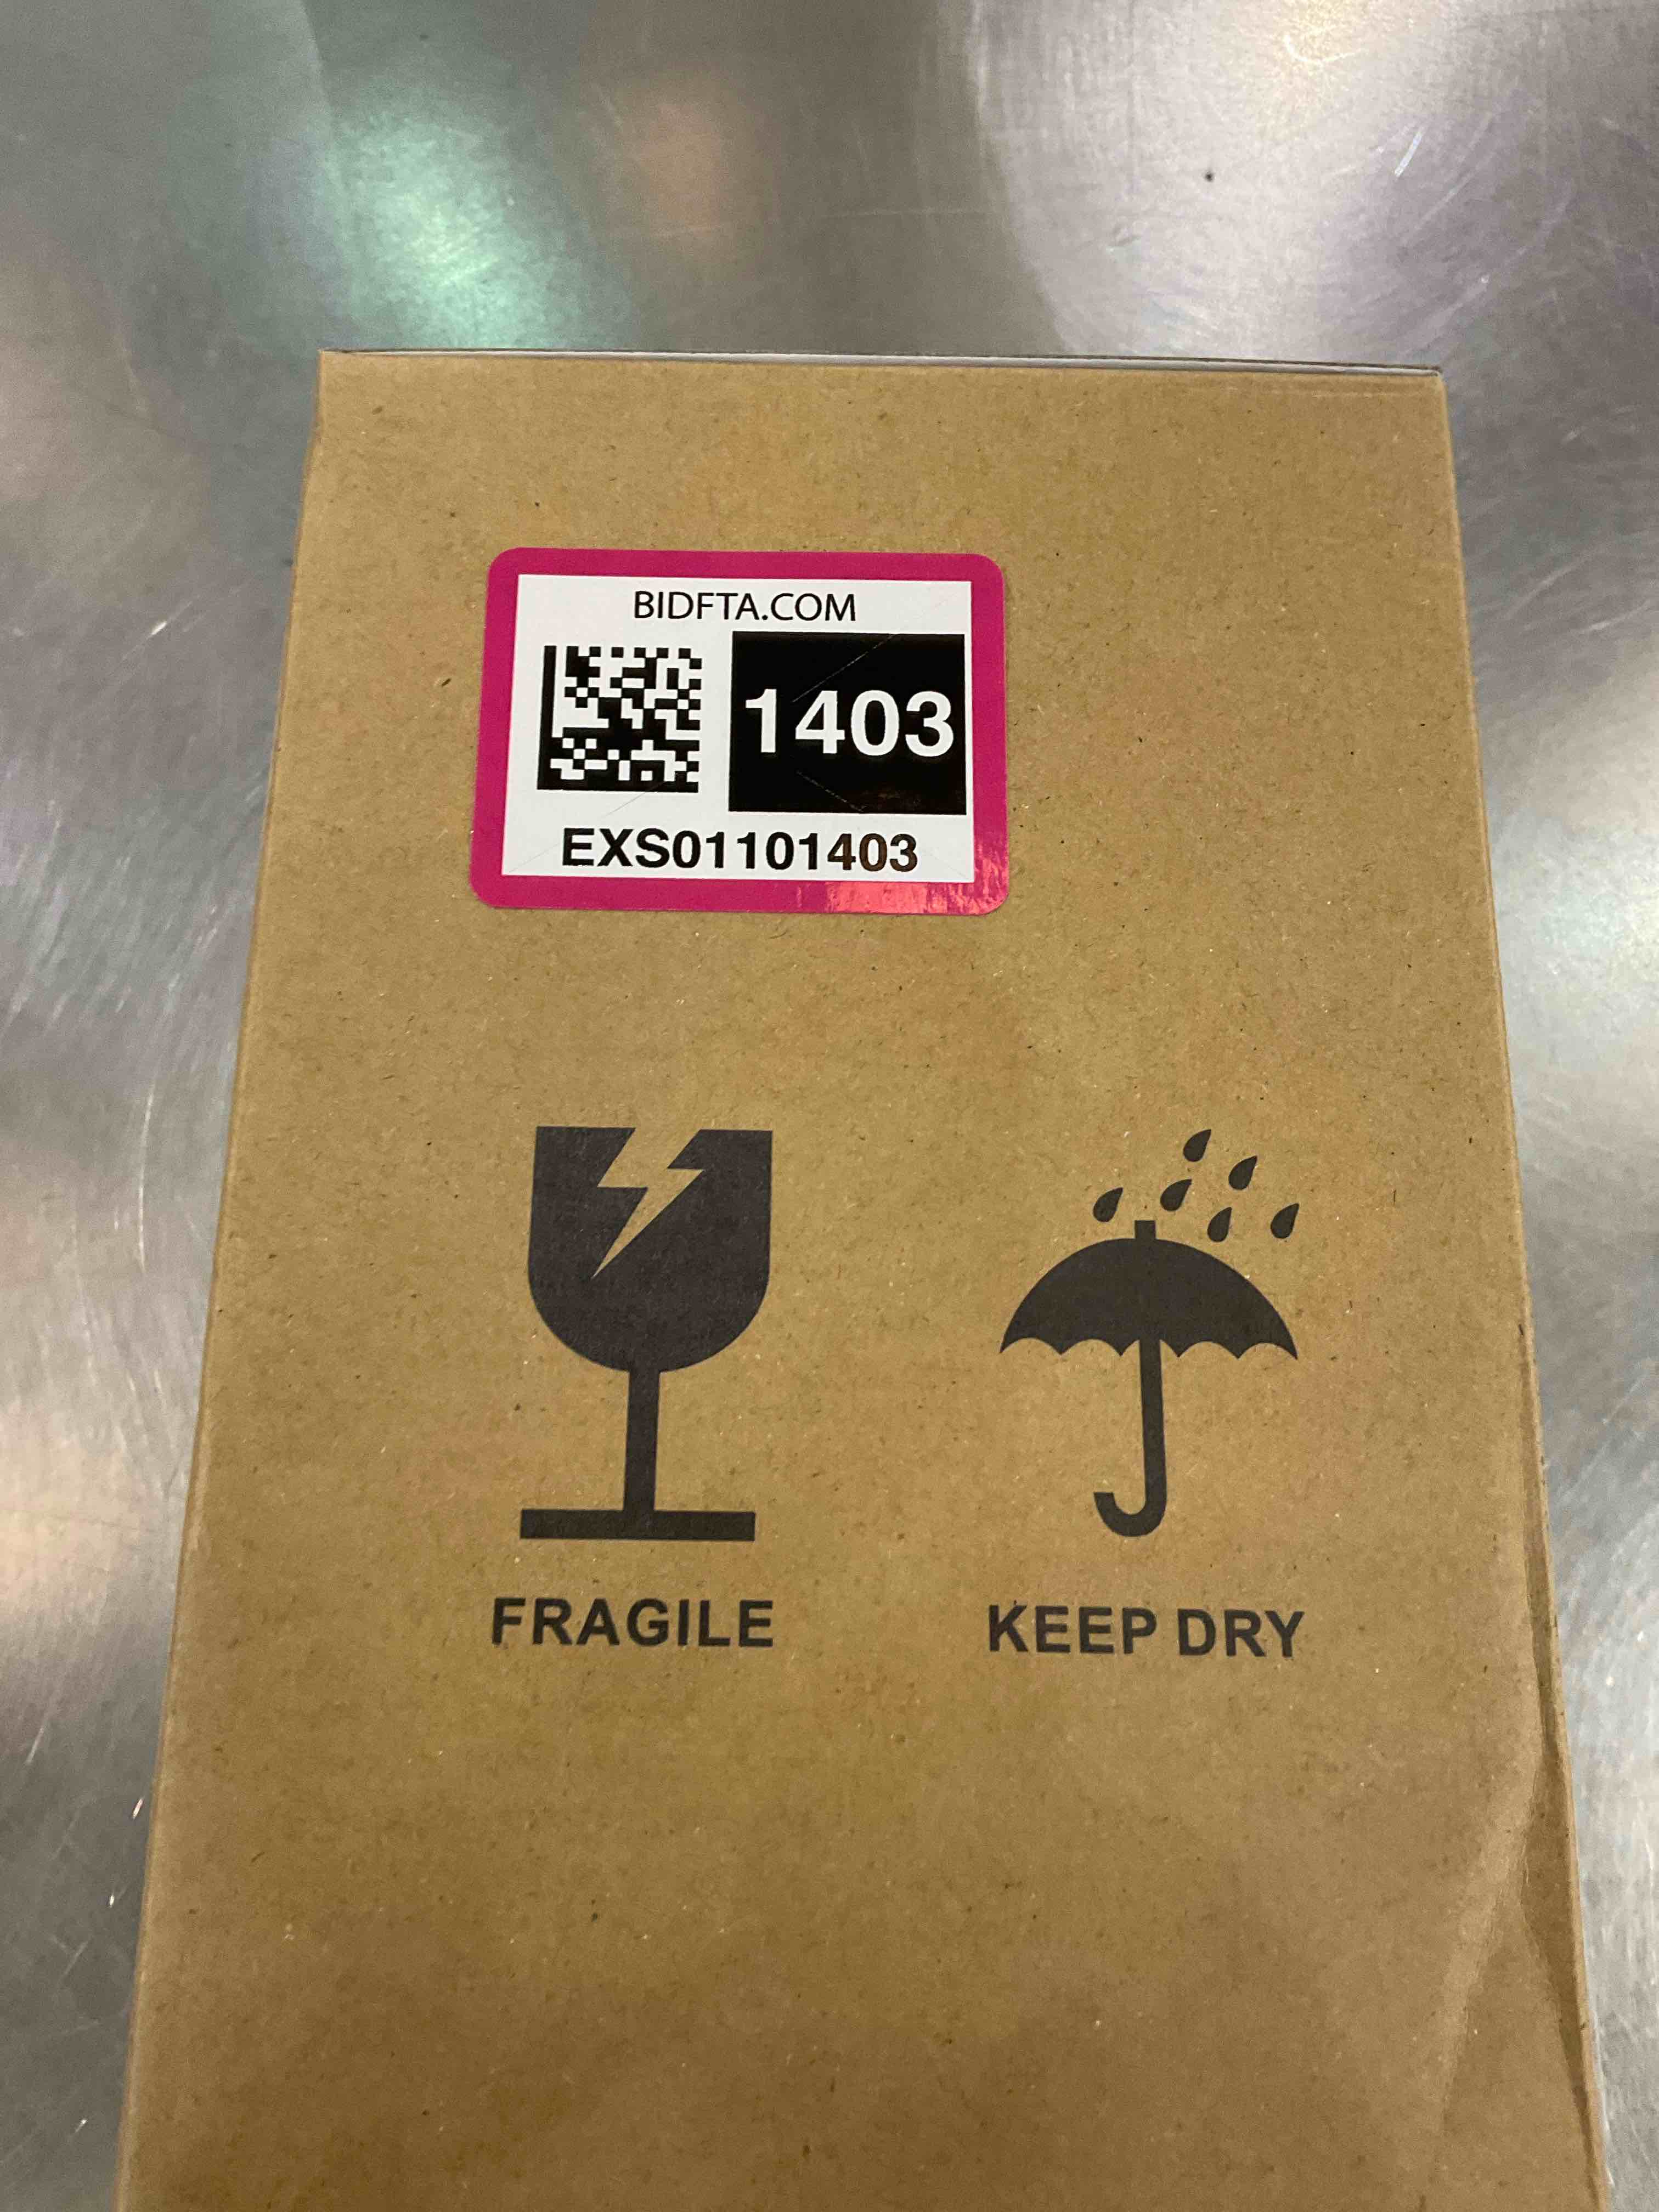 BIDFTA.COM
1403
EXS01101403
FRAGILE
KEEP DRY